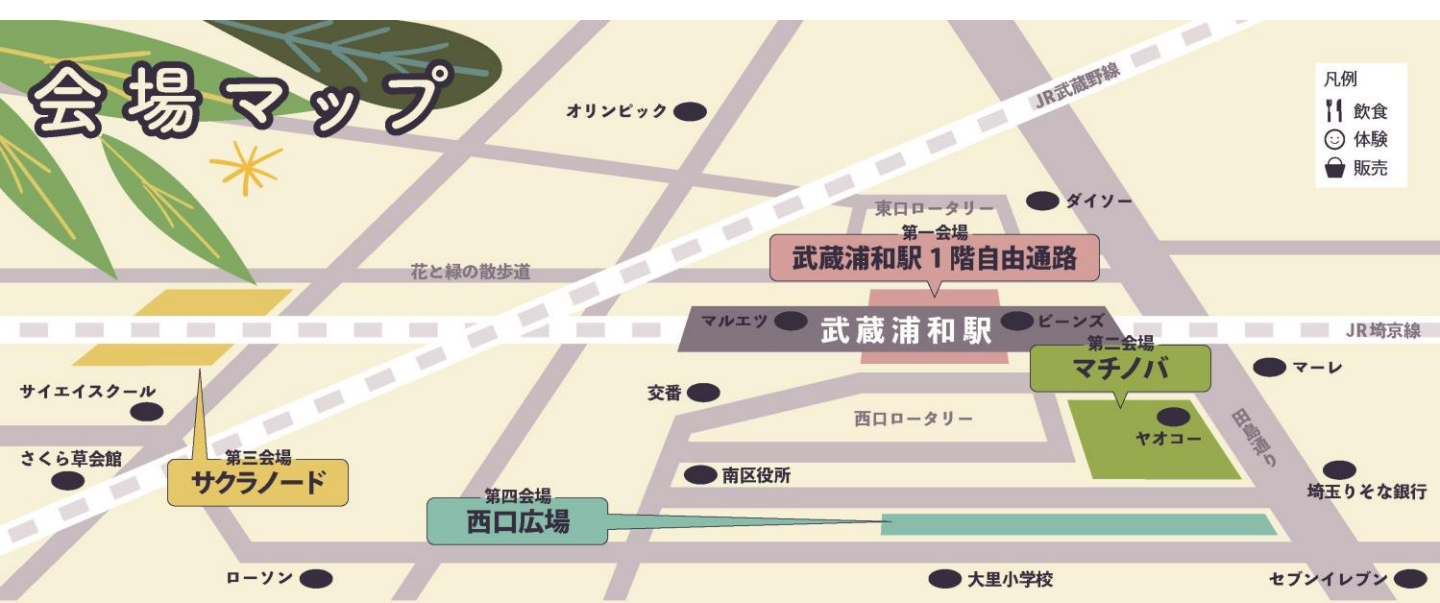 会場マップ
オリンピック
JR武蔵野線
凡例
飲食
体験
販売
東口ロータリー
ダイソー
第一会場
武蔵浦和駅1階自由通路
花と緑の散歩道
マルエツ
武蔵浦和駅
ビーンズ
JR埼京線
第二会場
マチノバ
マーレ
サイエイスクール
交番
西口ロータリー
ヤオコー
田島通り
さくら草会館
第三会場
サクラノード
南区役所
埼玉りそな銀行
第四会場
西口広場
ローソン
大里小学校
セブンイレブン